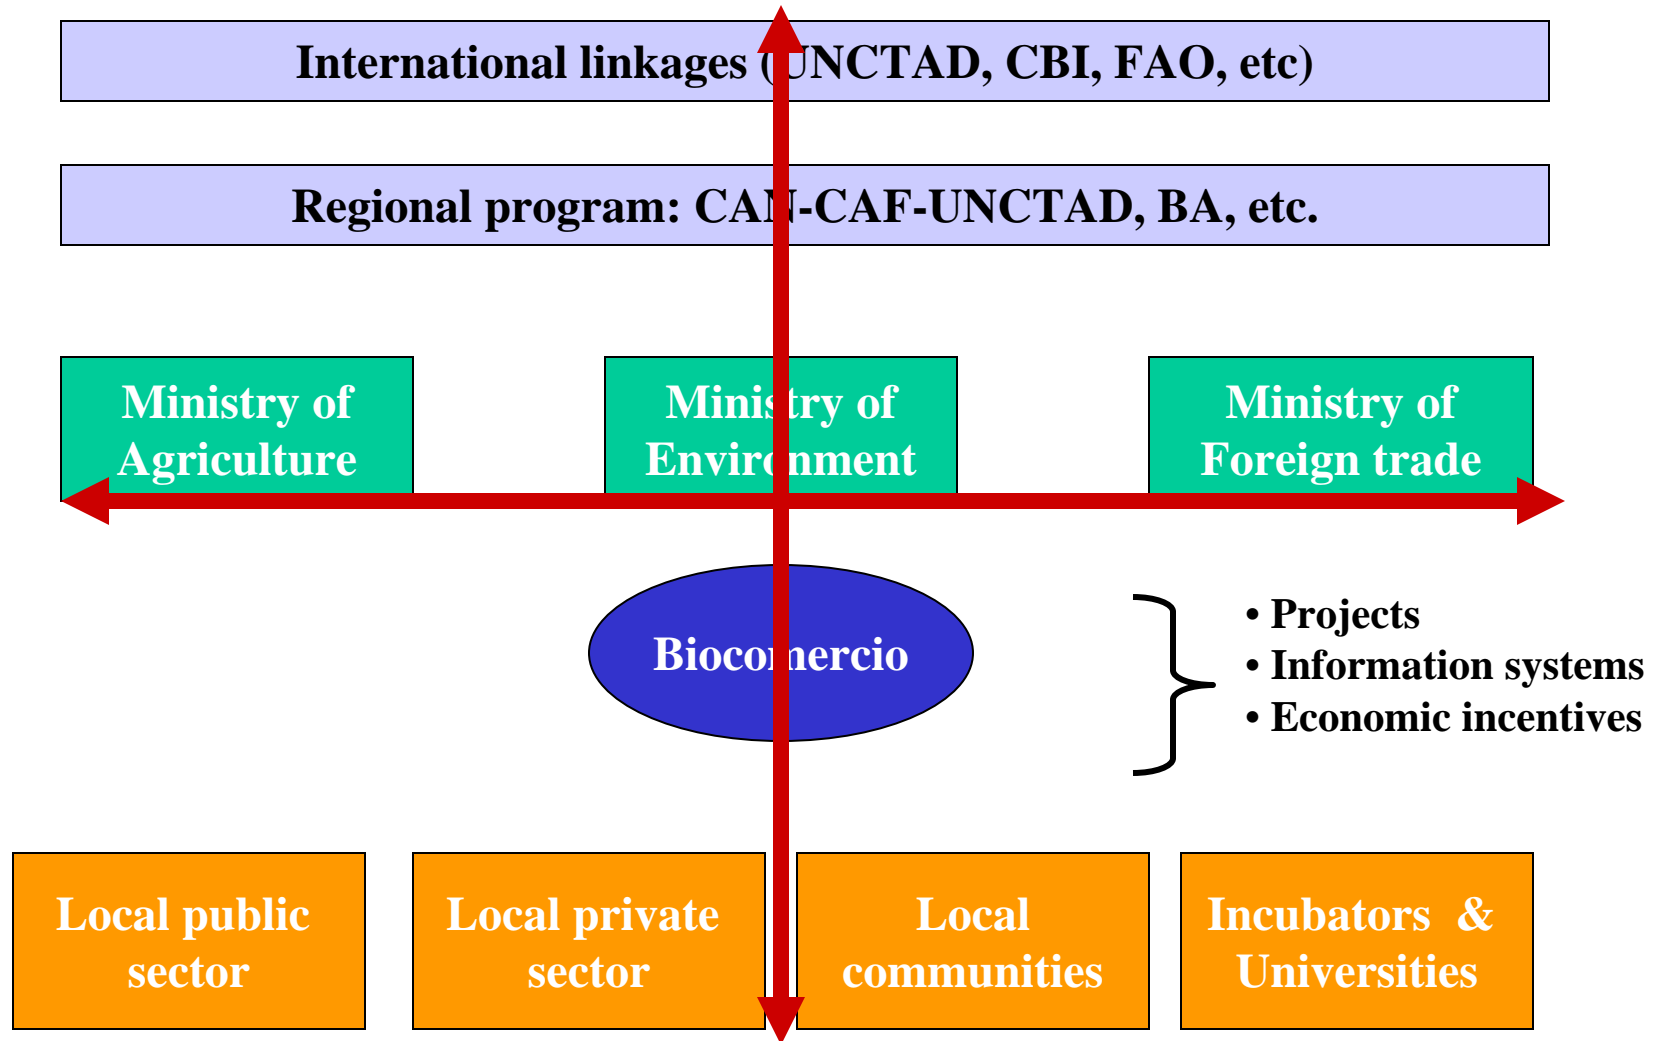 International linkages (UNCTAD, CBI, FAO, etc)
Regional program: CAN-CAF-UNCTAD, BA, etc.
Ministry of
Agriculture
Ministry of
Environment
Ministry of
Foreign trade
Biocomercio
• Projects
• Information systems
• Economic incentives
Local public
sector
Local private
sector
Local
communities
Incubators &
Universities